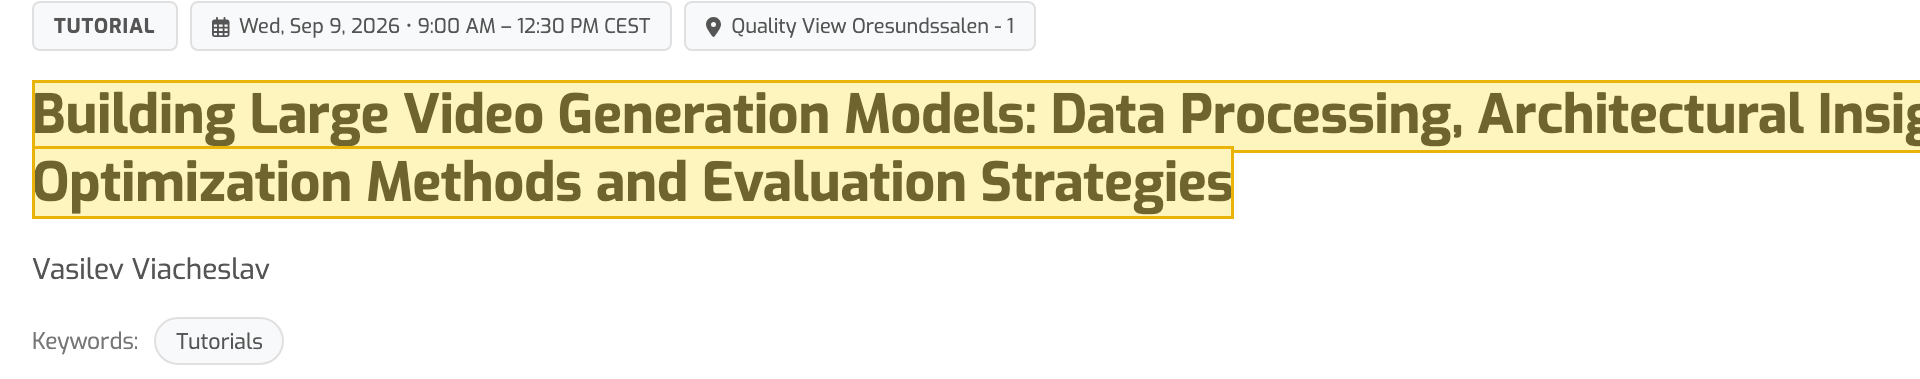 TUTORIAL
Wed, Sep 9, 2026 • 9:00 AM – 12:30 PM CEST
Quality View Oresundssalen - 1
Building Large Video Generation Models: Data Processing, Architectural
Optimization Methods and Evaluation Strategies
Vasilev Viacheslav
Keywords: Tutorials